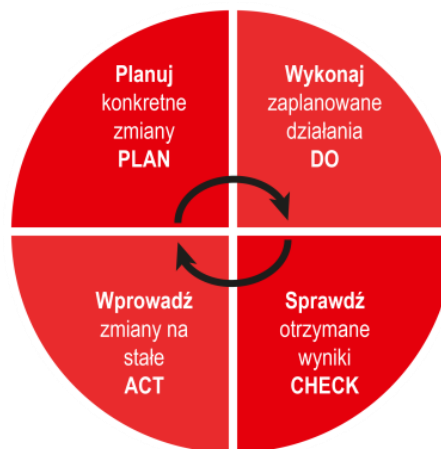 Planuj
konkretne
zmiany
PLAN
Wykonaj
zaplanowane
działania
DO
Wprowadź
zmiany na
stałe
ACT
Sprawdź
otrzymane
wyniki
CHECK